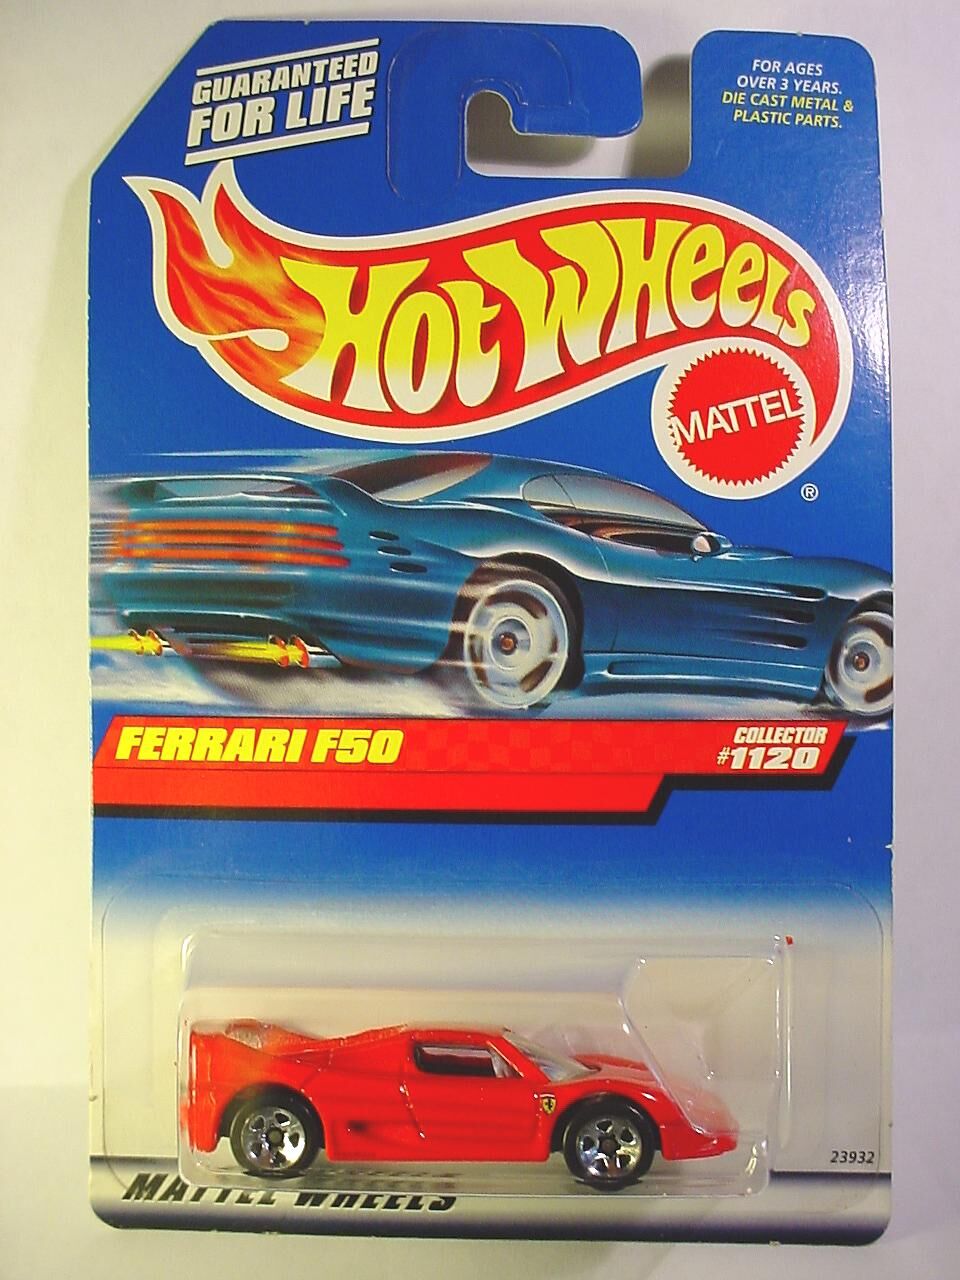 GUARANTEED
FOR LIFE
FOR AGES
OVER 3 YEARS.
DIE CAST METAL &
PLASTIC PARTS.
HOT WHEELS
MATTEL
®
FERRARI F50
COLLECTOR
#1120
23932
MATTEL WHEELS